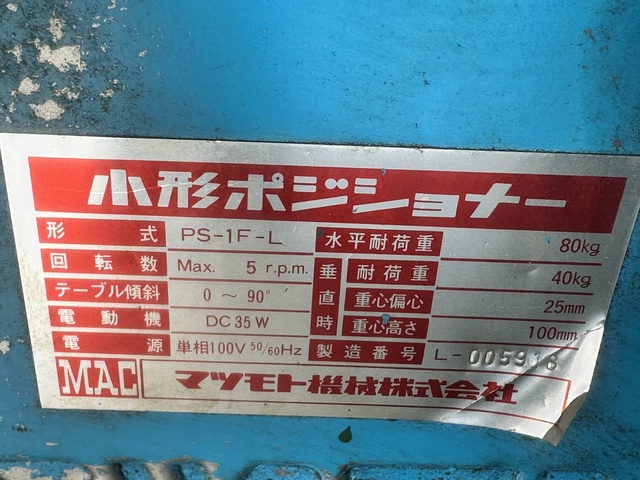 小形ポジショナー
形式 PS-1F-L 水平耐荷重 80kg
回転数 Max. 5 r.p.m. 垂直時 耐荷重 40kg
テーブル傾斜 0～90° 重心偏心 25mm
電動機 DC35W 重心高さ 100mm
電源 単相100V 50/60Hz 製造番号 L-005918
MAC マツモト機械株式会社